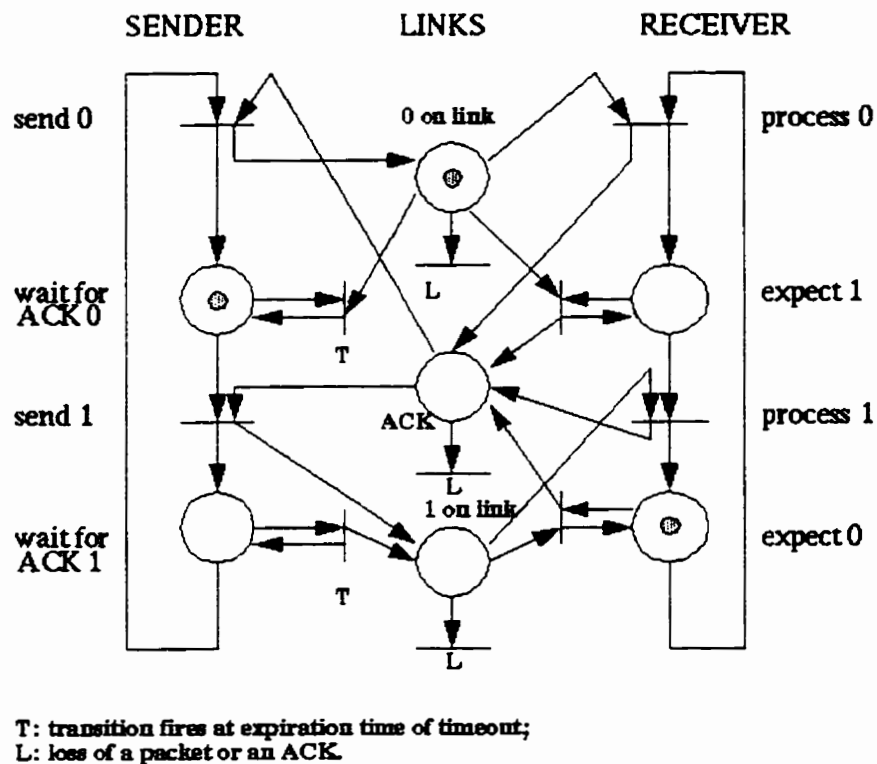 SENDER LINKS RECEIVER
send 0
0 on link
process 0
L
wait for
ACK 0
expect 1
T
send 1
ACK
process 1
L
1 on link
wait for
ACK 1
expect 0
T
L
T: transition fires at expiration time of timeout;
L: loss of a packet or an ACK.